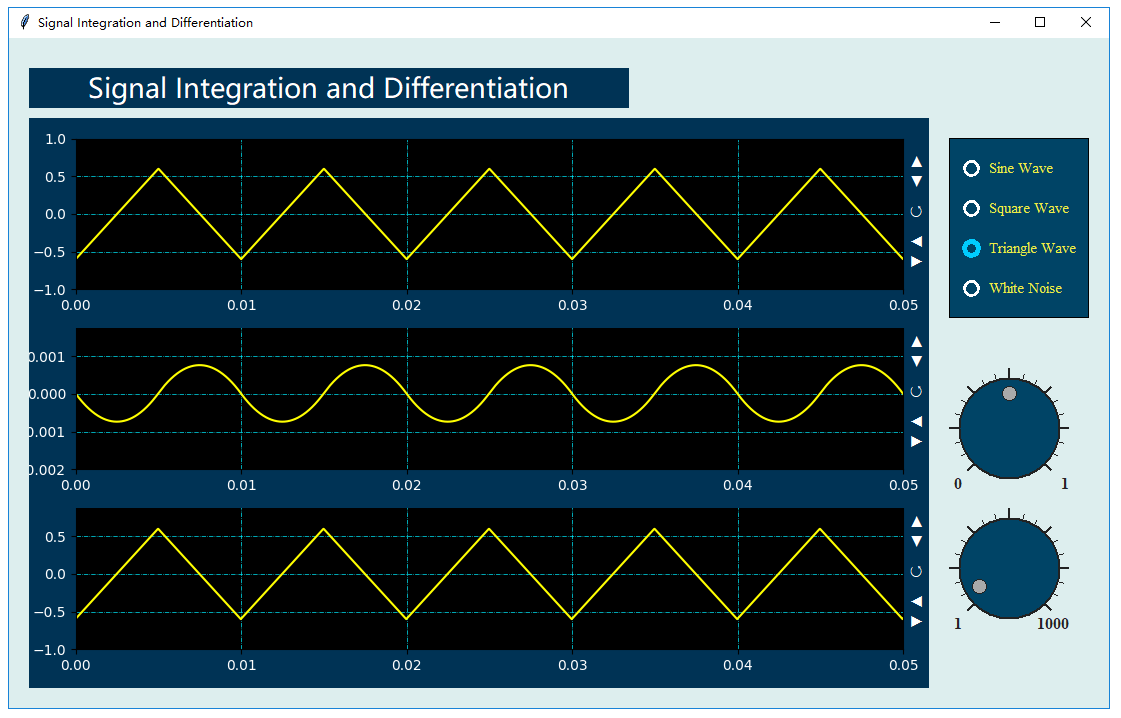 Signal Integration and Differentiation
Signal Integration and Differentiation
1.0
0.5
0.0
−0.5
−1.0
0.00 0.01 0.02 0.03 0.04 0.05
0.001
0.000
0.001
0.002
0.00 0.01 0.02 0.03 0.04 0.05
0.5
0.0
−0.5
−1.0
0.00 0.01 0.02 0.03 0.04 0.05
Sine Wave
Square Wave
Triangle Wave
White Noise
0 1
1 1000